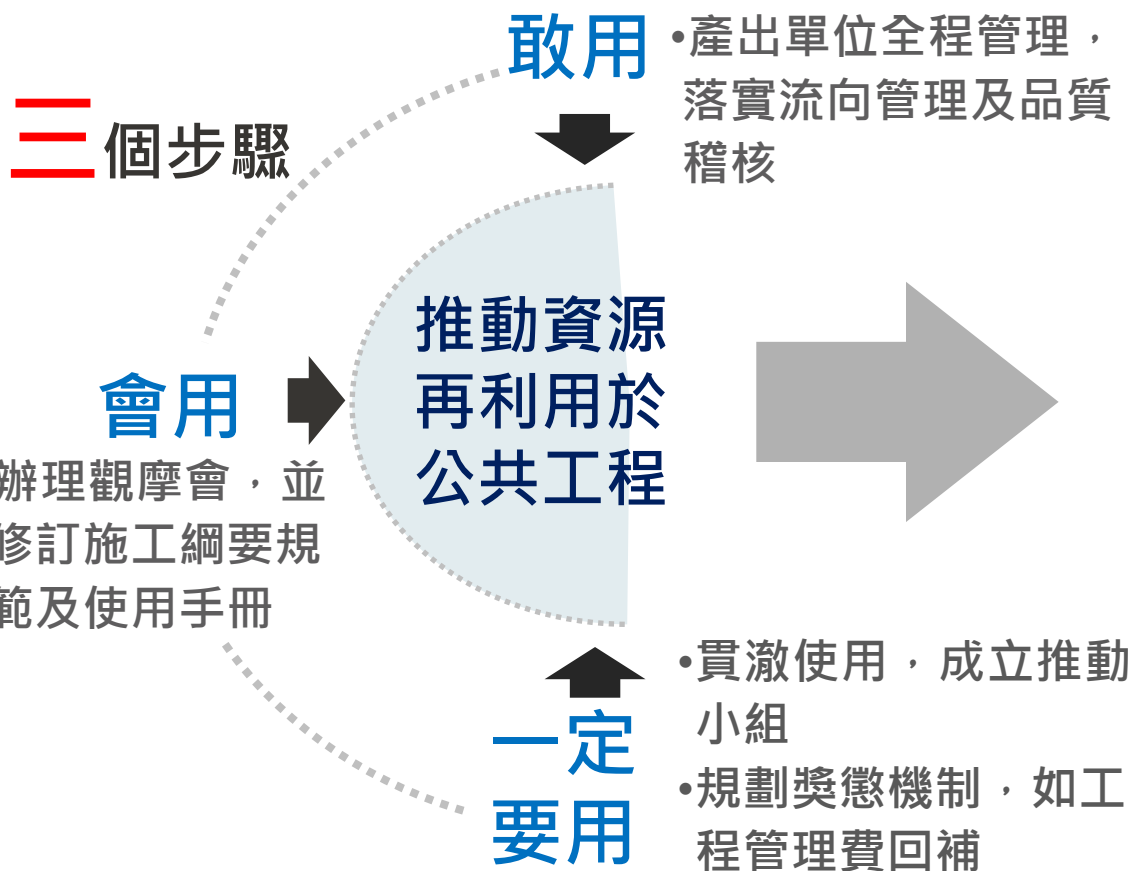 三個步驟
敢用
•產出單位全程管理，
落實流向管理及品質
稽核
會用
辦理觀摩會，並
修訂施工綱要規
範及使用手冊
推動資源
再利用於
公共工程
一定
要用
•貫澈使用，成立推動
小組
•規劃獎懲機制，如工
程管理費回補